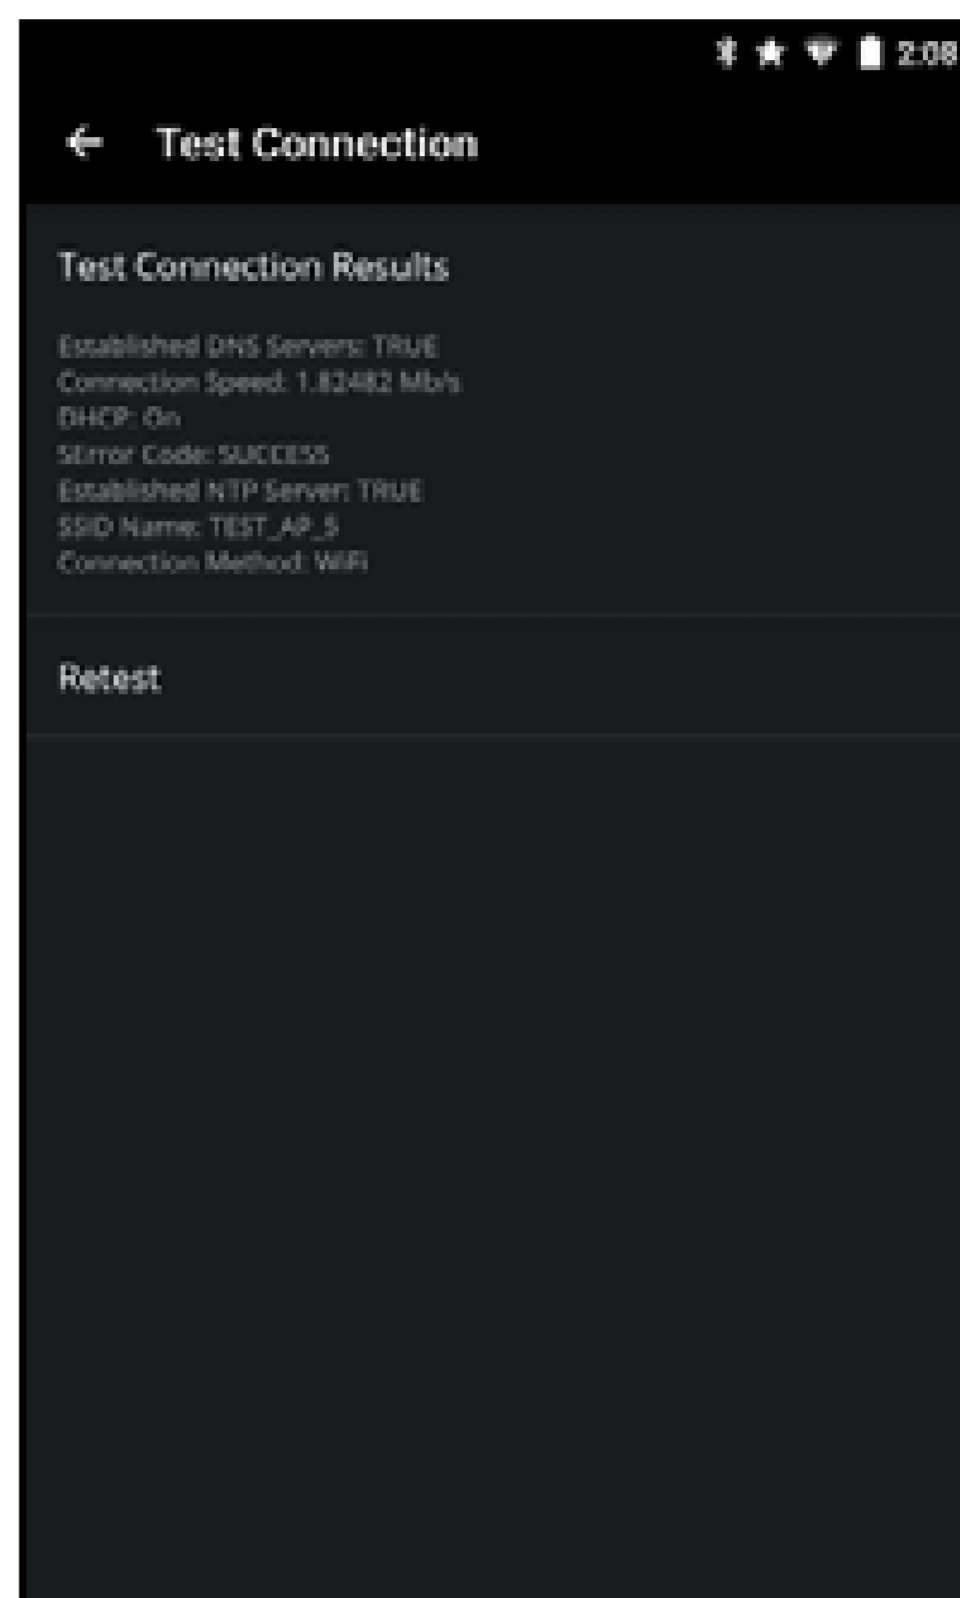 2:08
Test Connection
Test Connection Results
Established DNS Servers: TRUE
Connection Speed: 1.82482 Mb/s
DHCP: On
SError Code: SUCCESS
Established NTP Server: TRUE
SSID Name: TEST_AP_5
Connection Method: WiFi
Retest